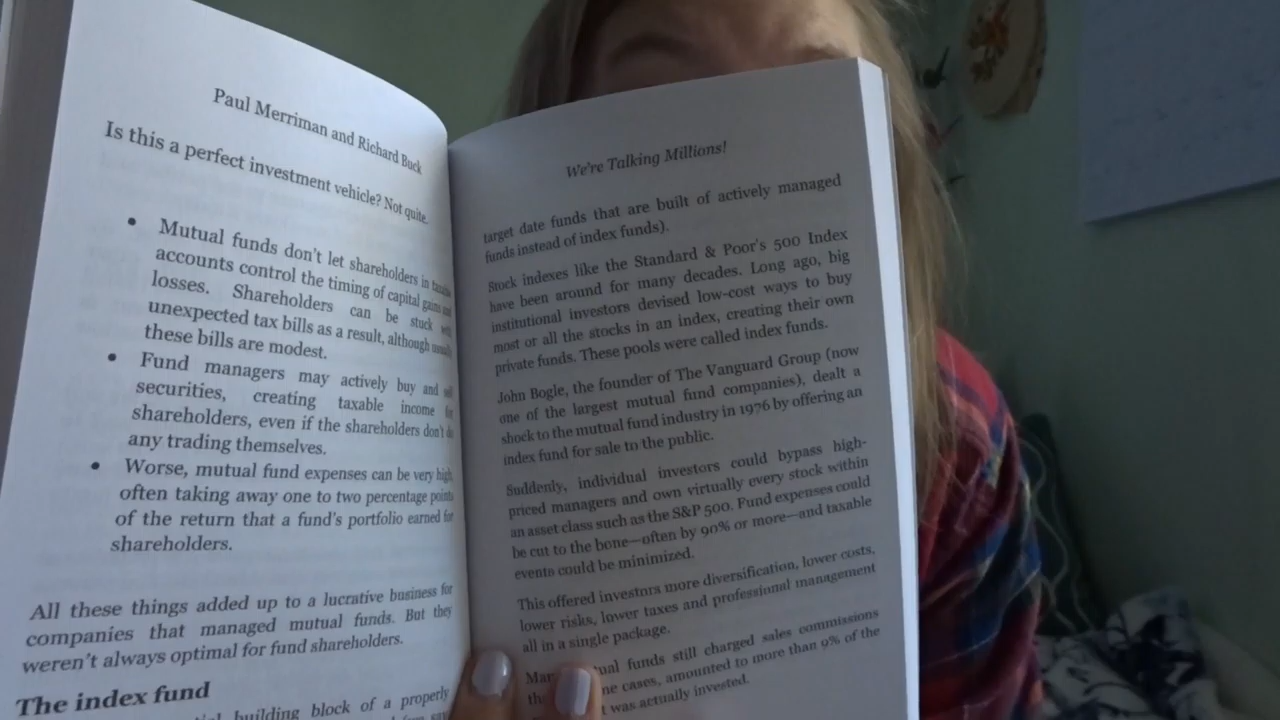 Paul Merriman and Richard Buck
Is this a perfect investment vehicle? Not quite.
• Mutual funds don't let shareholders in
accounts control the timing of capital gains
losses. Shareholders can be stuck
unexpected tax bills as a result, although
these bills are modest.
• Fund managers may actively buy and
securities, creating taxable income
shareholders, even if the shareholders don't
any trading themselves.
• Worse, mutual fund expenses can be very high,
often taking away one to two percentage points
of the return that a fund's portfolio earned for
shareholders.
All these things added up to a lucrative business for
companies that managed mutual funds. But they
weren't always optimal for fund shareholders.
The index fund
building block of a properly
We're Talking Millions!
target date funds that are built of actively managed
funds instead of index funds).
Stock indexes like the Standard & Poor's 500 Index
have been around for many decades. Long ago, big
institutional investors devised low-cost ways to buy
most or all the stocks in an index, creating their own
private funds. These pools were called index funds.
John Bogle, the founder of The Vanguard Group (now
one of the largest mutual fund companies), dealt a
shock to the mutual fund industry in 1976 by offering an
index fund for sale to the public.
Suddenly, individual investors could bypass high-
priced managers and own virtually every stock within
an asset class such as the S&P 500. Fund expenses could
be cut to the bone—often by 90% or more—and taxable
events could be minimized.
This offered investors more diversification, lower costs,
lower risks, lower taxes and professional management
all in a single package.
funds still charged sales commissions
cases, amounted to more than 9% of the
was actually invested.